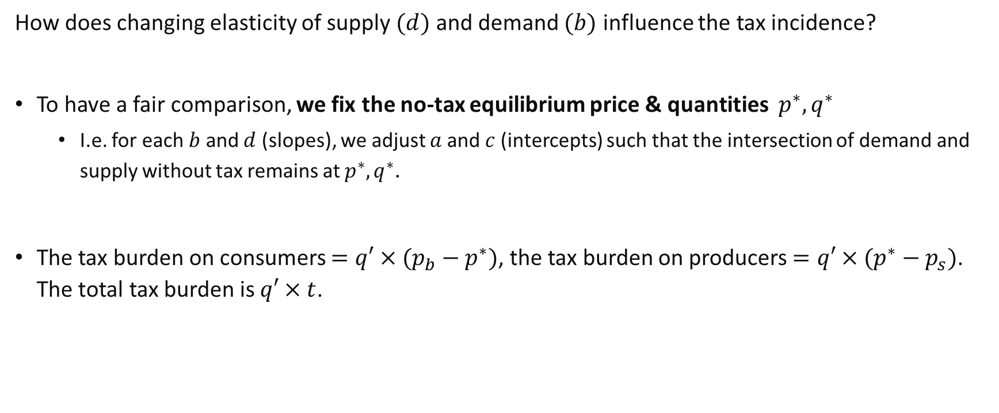 How does changing elasticity of supply (d) and demand (b) influence the tax incidence?
• To have a fair comparison, we fix the no-tax equilibrium price & quantities p*, q*
• I.e. for each b and d (slopes), we adjust a and c (intercepts) such that the intersection of demand and
supply without tax remains at p*, q*.
• The tax burden on consumers = q′ × (p_b − p*), the tax burden on producers = q′ × (p* − p_s).
The total tax burden is q′ × t.